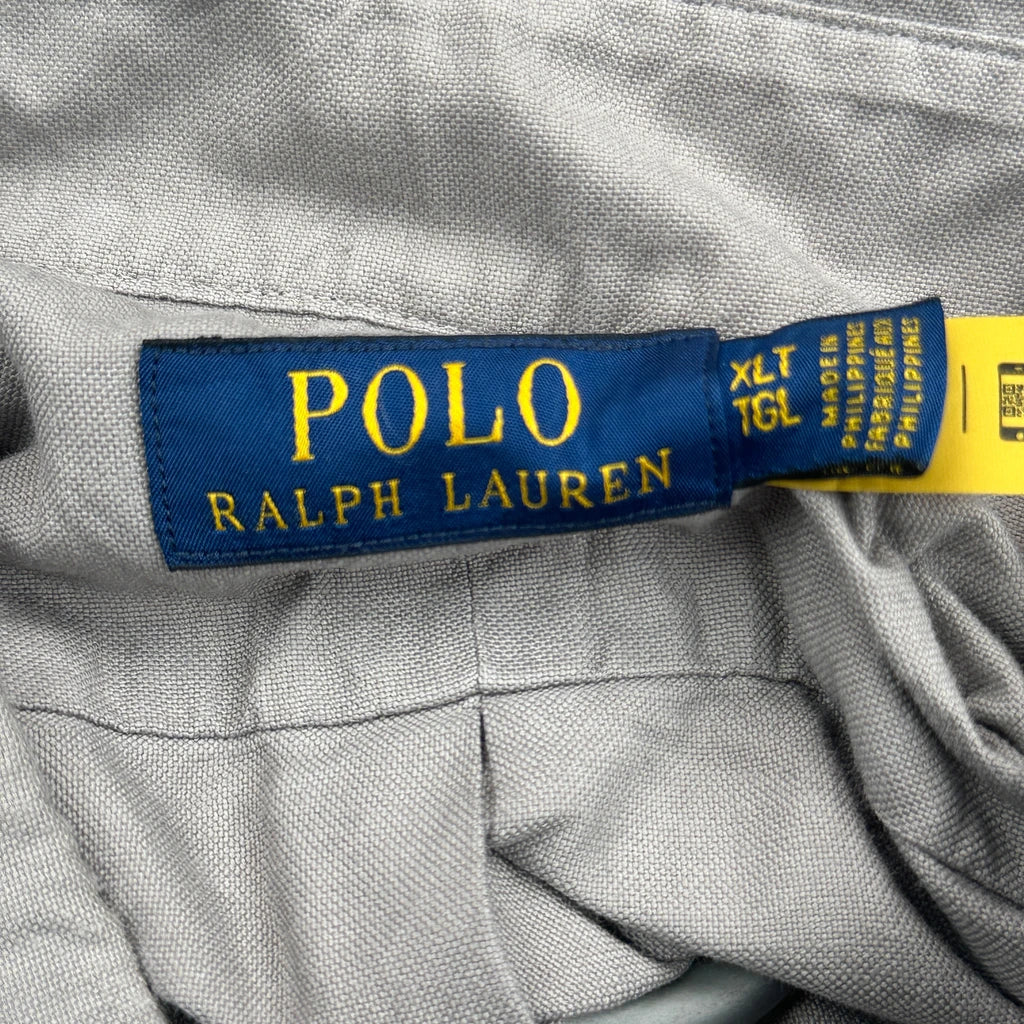 POLO
RALPH LAUREN
XLT
TGL
MADE IN
PHILIPPINES
FABRIQUÉ AUX
PHILIPPINES